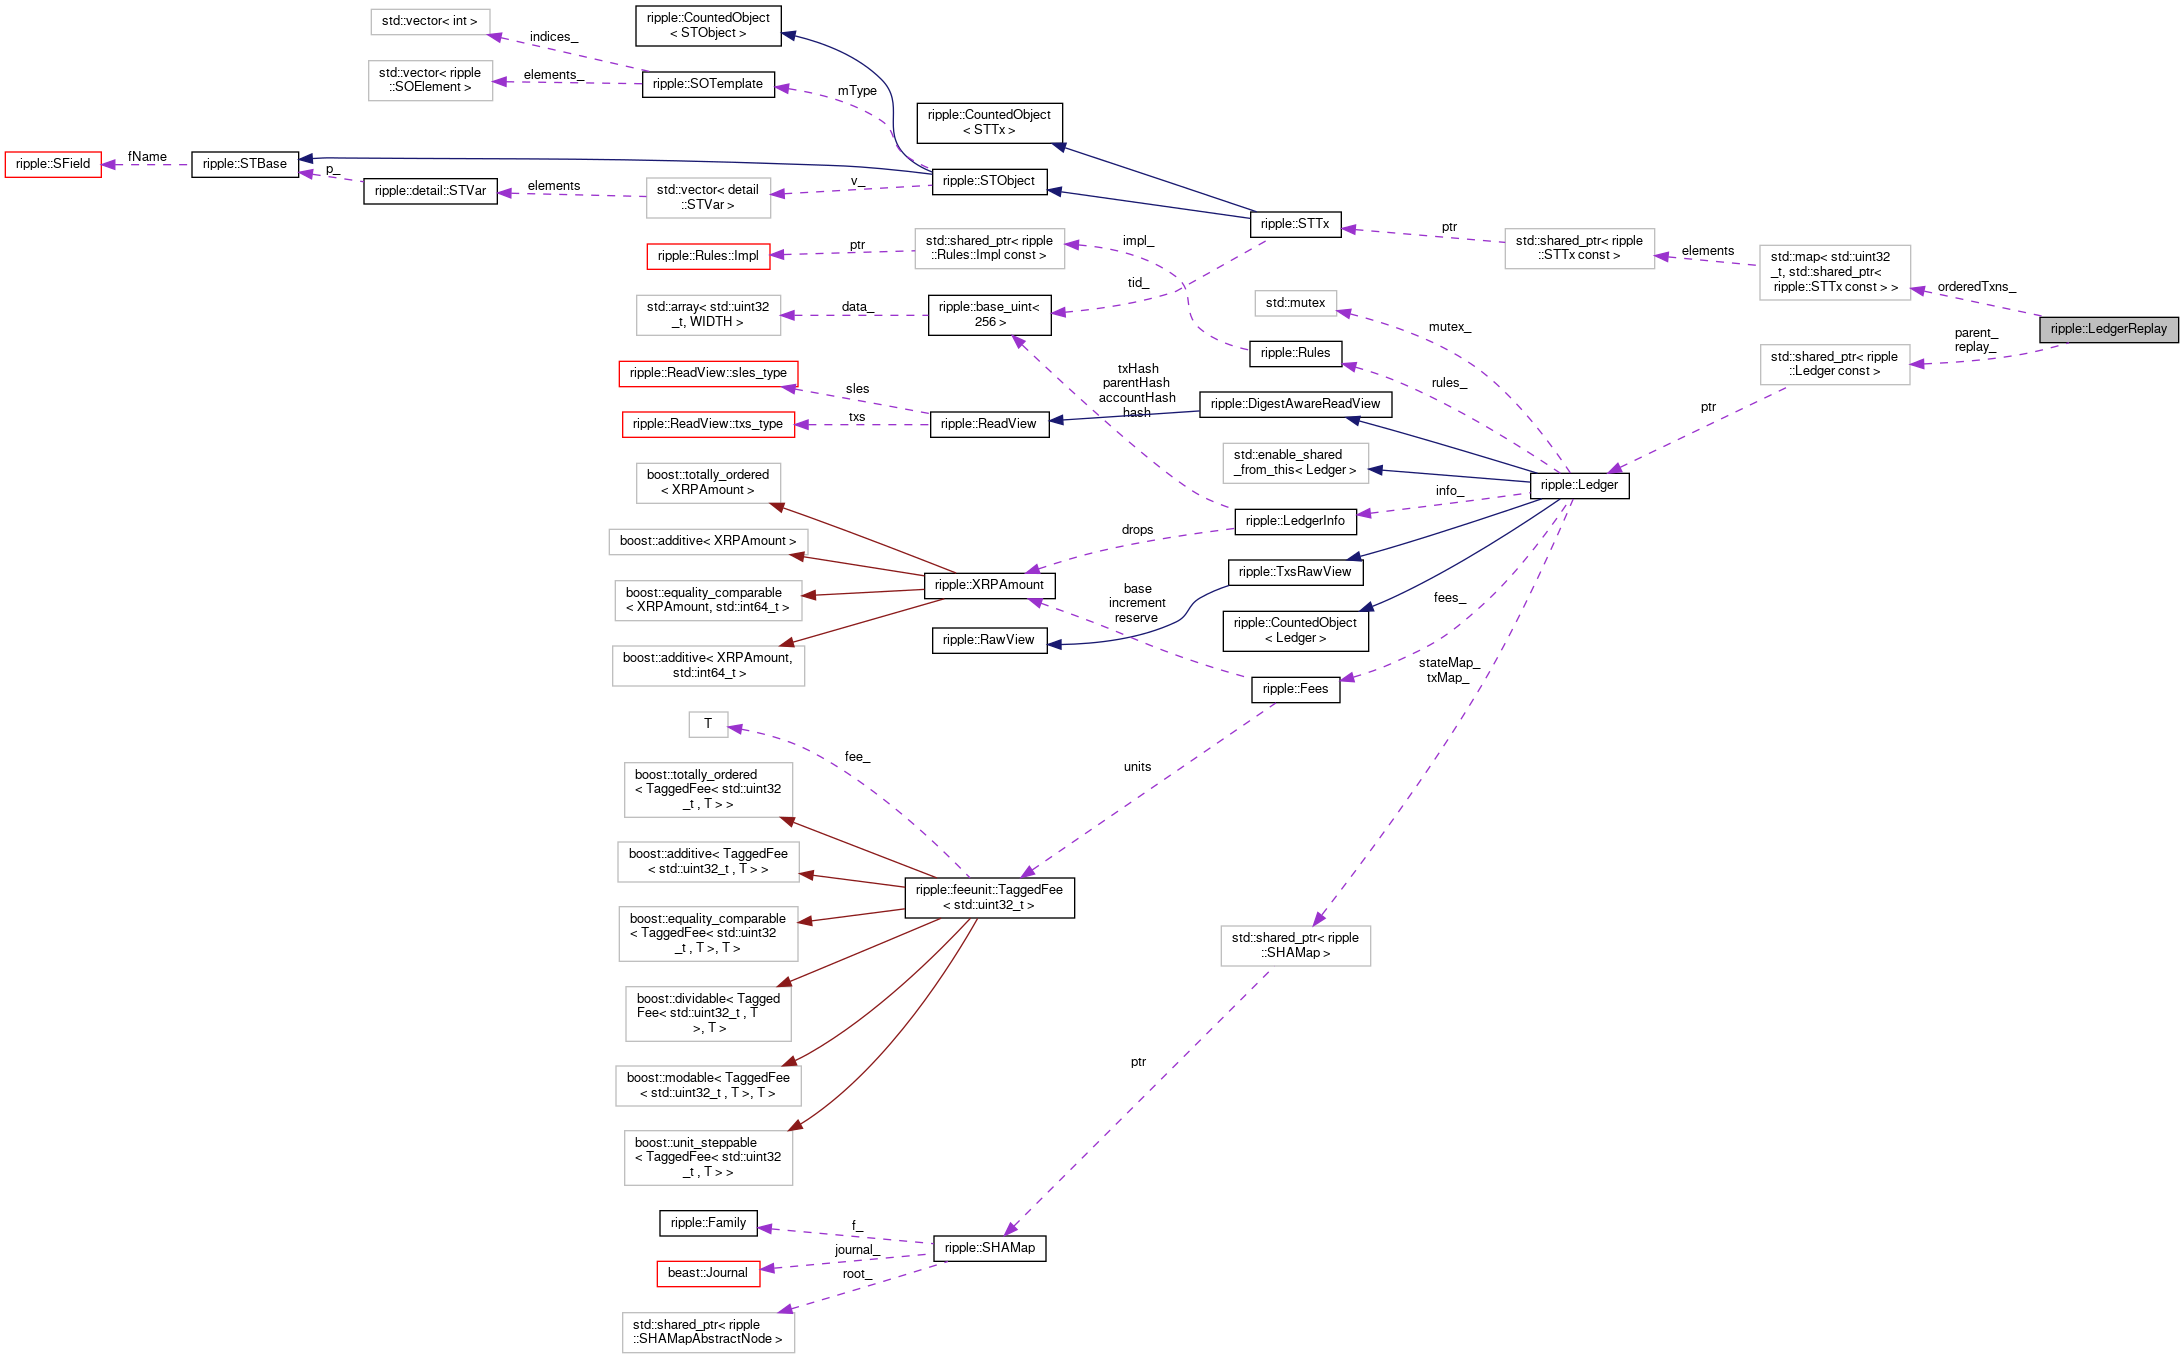 std::vector< int >
indices_
ripple::CountedObject
< STObject >
std::vector< ripple
::SOElement >
elements_
ripple::SOTemplate
mType
ripple::CountedObject
< STTx >
ripple::SField
fName
ripple::STBase
p_
ripple::detail::STVar
elements
std::vector< detail
::STVar >
v_
ripple::STObject
ripple::STTx
ptr
std::shared_ptr< ripple
::STTx const >
elements
std::map< std::uint32
_t, std::shared_ptr<
ripple::STTx const > >
orderedTxns_
ripple::LedgerReplay
parent_
replay_
std::shared_ptr< ripple
::Ledger const >
ptr
ripple::Rules::Impl
ptr
std::shared_ptr< ripple
::Rules::Impl const >
impl_
tid_
std::mutex
mutex_
std::array< std::uint32
_t, WIDTH >
data_
ripple::base_uint<
256 >
ripple::Rules
rules_
txHash
parentHash
accountHash
hash
ripple::ReadView::sles_type
sles
ripple::ReadView::txs_type
txs
ripple::ReadView
ripple::DigestAwareReadView
std::enable_shared
_from_this< Ledger >
ripple::Ledger
info_
ripple::LedgerInfo
drops
boost::totally_ordered
< XRPAmount >
boost::additive< XRPAmount >
boost::equality_comparable
< XRPAmount, std::int64_t >
boost::additive< XRPAmount,
std::int64_t >
ripple::XRPAmount
ripple::TxsRawView
base
increment
reserve
ripple::RawView
ripple::CountedObject
< Ledger >
fees_
ripple::Fees
stateMap_
txMap_
units
T
fee_
boost::totally_ordered
< TaggedFee< std::uint32
_t , T > >
boost::additive< TaggedFee
< std::uint32_t , T > >
boost::equality_comparable
< TaggedFee< std::uint32
_t , T >, T >
boost::dividable< Tagged
Fee< std::uint32_t , T
>, T >
boost::modable< TaggedFee
< std::uint32_t , T >, T >
boost::unit_steppable
< TaggedFee< std::uint32
_t , T > >
ripple::feeunit::TaggedFee
< std::uint32_t >
std::shared_ptr< ripple
::SHAMap >
ptr
ripple::Family
f_
beast::Journal
journal_
root_
ripple::SHAMap
std::shared_ptr< ripple
::SHAMapAbstractNode >